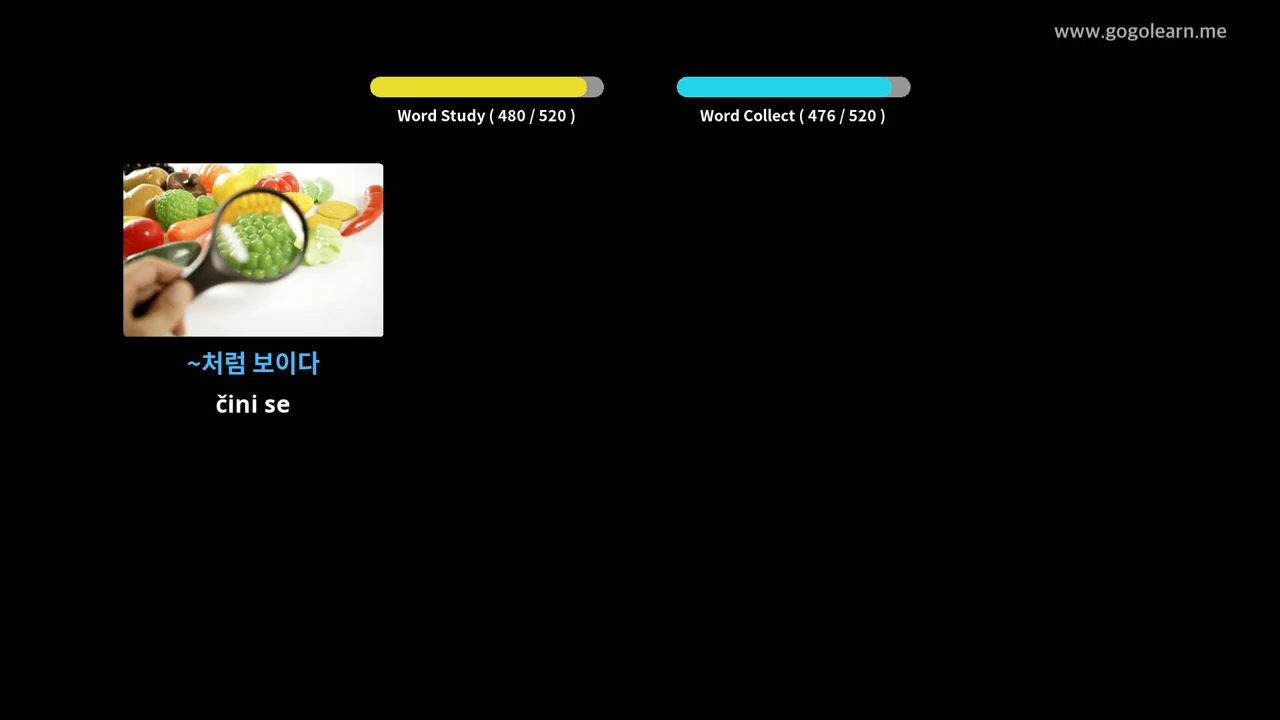 www.gogolearn.me
Word Study ( 480 / 520 )
Word Collect ( 476 / 520 )
~처럼 보이다
čini se